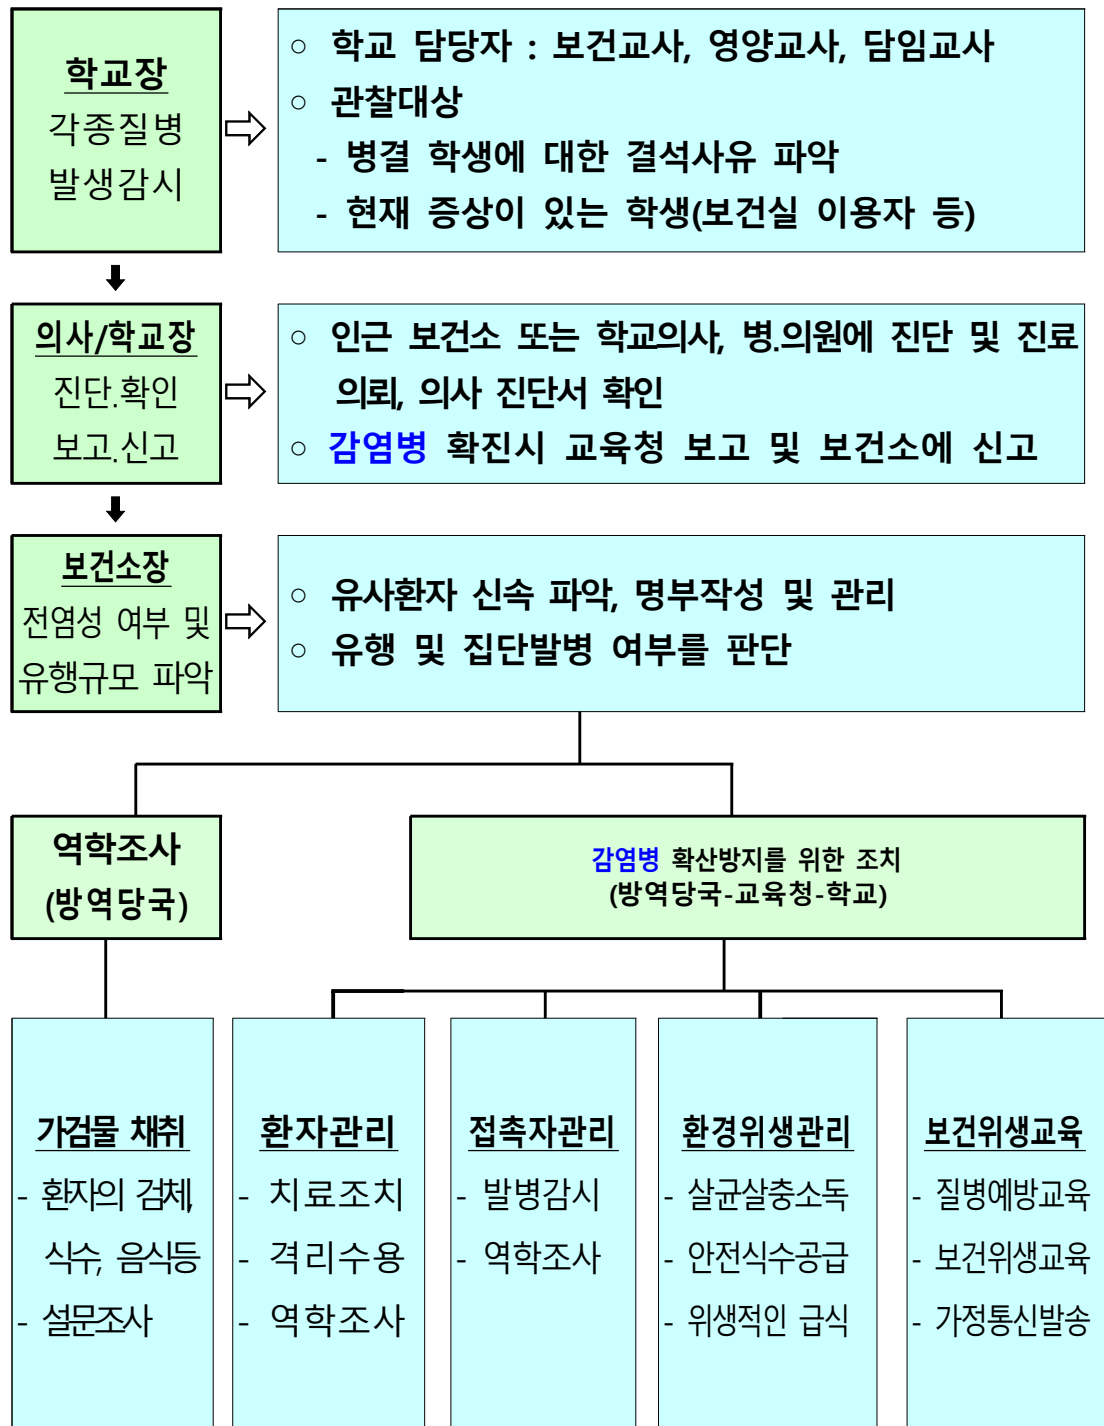 학교장
각종질병
발생감시
○ 학교 담당자 : 보건교사, 영양교사, 담임교사
○ 관찰대상
- 병결 학생에 대한 결석사유 파악
- 현재 증상이 있는 학생(보건실 이용자 등)
의사/학교장
진단.확인
보고.신고
○ 인근 보건소 또는 학교의사, 병.의원에 진단 및 진료
의뢰, 의사 진단서 확인
○ 감염병 확진시 교육청 보고 및 보건소에 신고
보건소장
전염성 여부 및
유행규모 파악
○ 유사환자 신속 파악, 명부작성 및 관리
○ 유행 및 집단발병 여부를 판단
역학조사
(방역당국)
감염병 확산방지를 위한 조치
(방역당국-교육청-학교)
가검물 채취
- 환자의 검체,
식수, 음식등
- 설문조사
환자관리
- 치료조치
- 격리수용
- 역학조사
접촉자관리
- 발병감시
- 역학조사
환경위생관리
- 살균살충소독
- 안전식수공급
- 위생적인 급식
보건위생교육
- 질병예방교육
- 보건위생교육
- 가정통신발송